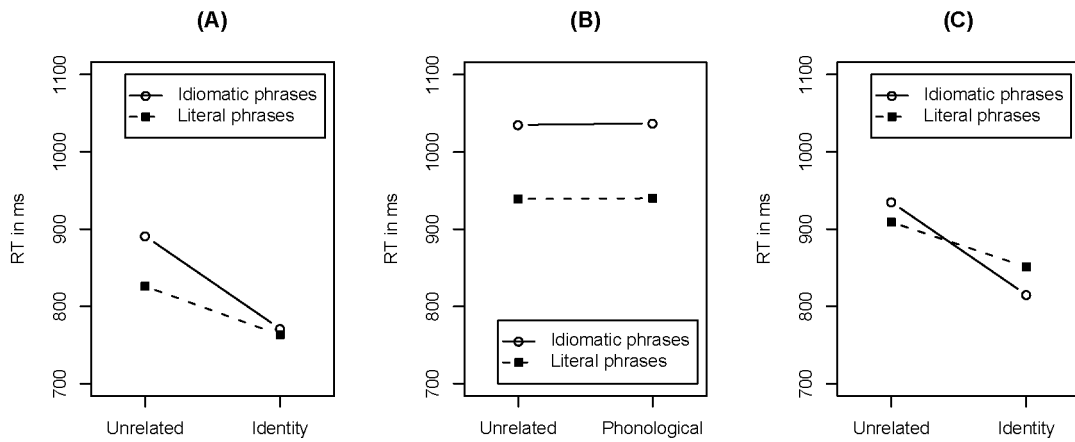 (A)
RT in ms
1100
1000
900
800
700
Idiomatic phrases
Literal phrases
Unrelated Identity
(B)
RT in ms
1100
1000
900
800
700
Idiomatic phrases
Literal phrases
Unrelated Phonological
(C)
RT in ms
1100
1000
900
800
700
Idiomatic phrases
Literal phrases
Unrelated Identity